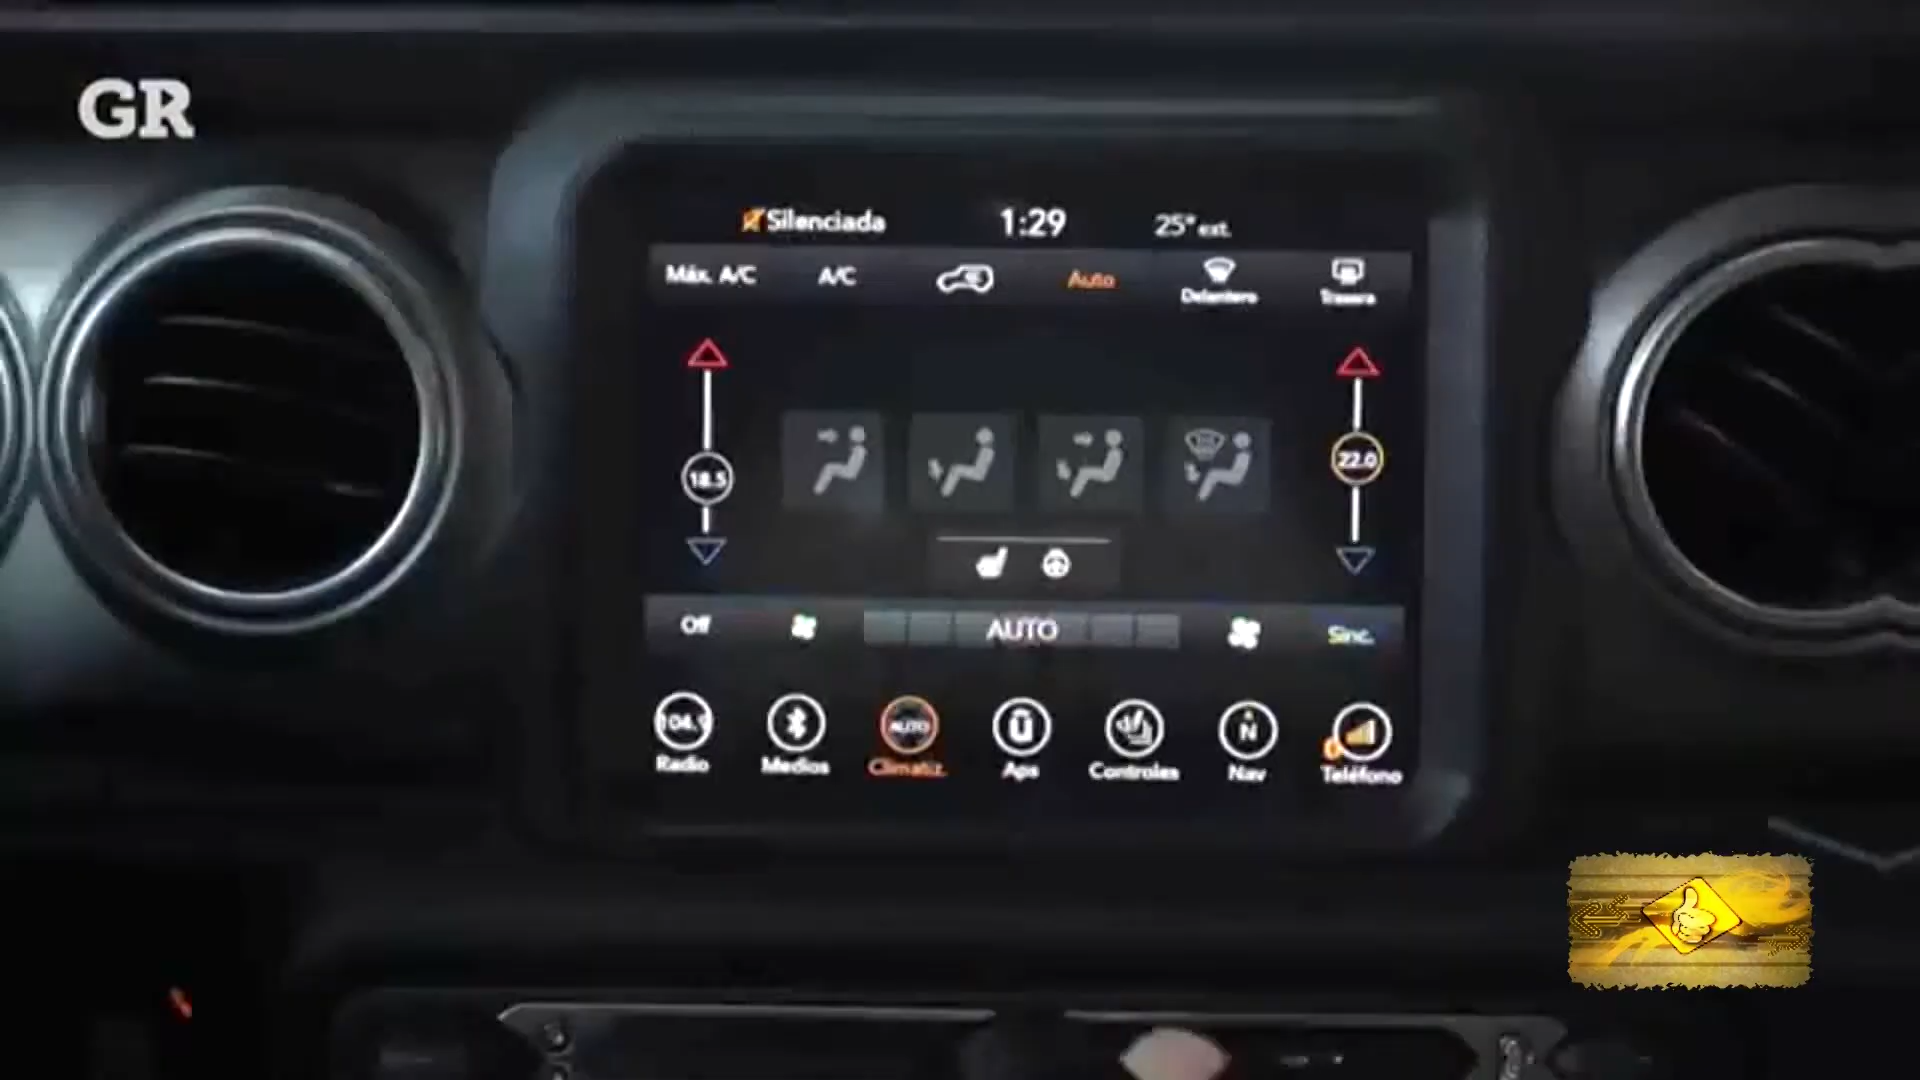 GR
Silenciada 1:29 25° ext.
Máx. A/C A/C Auto Delantero Trasera
18.5 22.0
Off AUTO Sinc.
104.9 AUTO N
Radio Medios Climatiz. Aps Controles Nav Teléfono